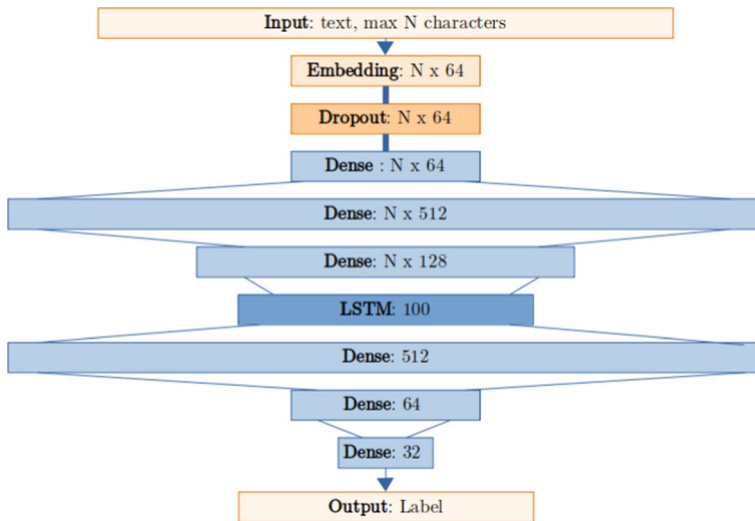 Input: text, max N characters
Embedding: N x 64
Dropout: N x 64
Dense : N x 64
Dense: N x 512
Dense: N x 128
LSTM: 100
Dense: 512
Dense: 64
Dense: 32
Output: Label